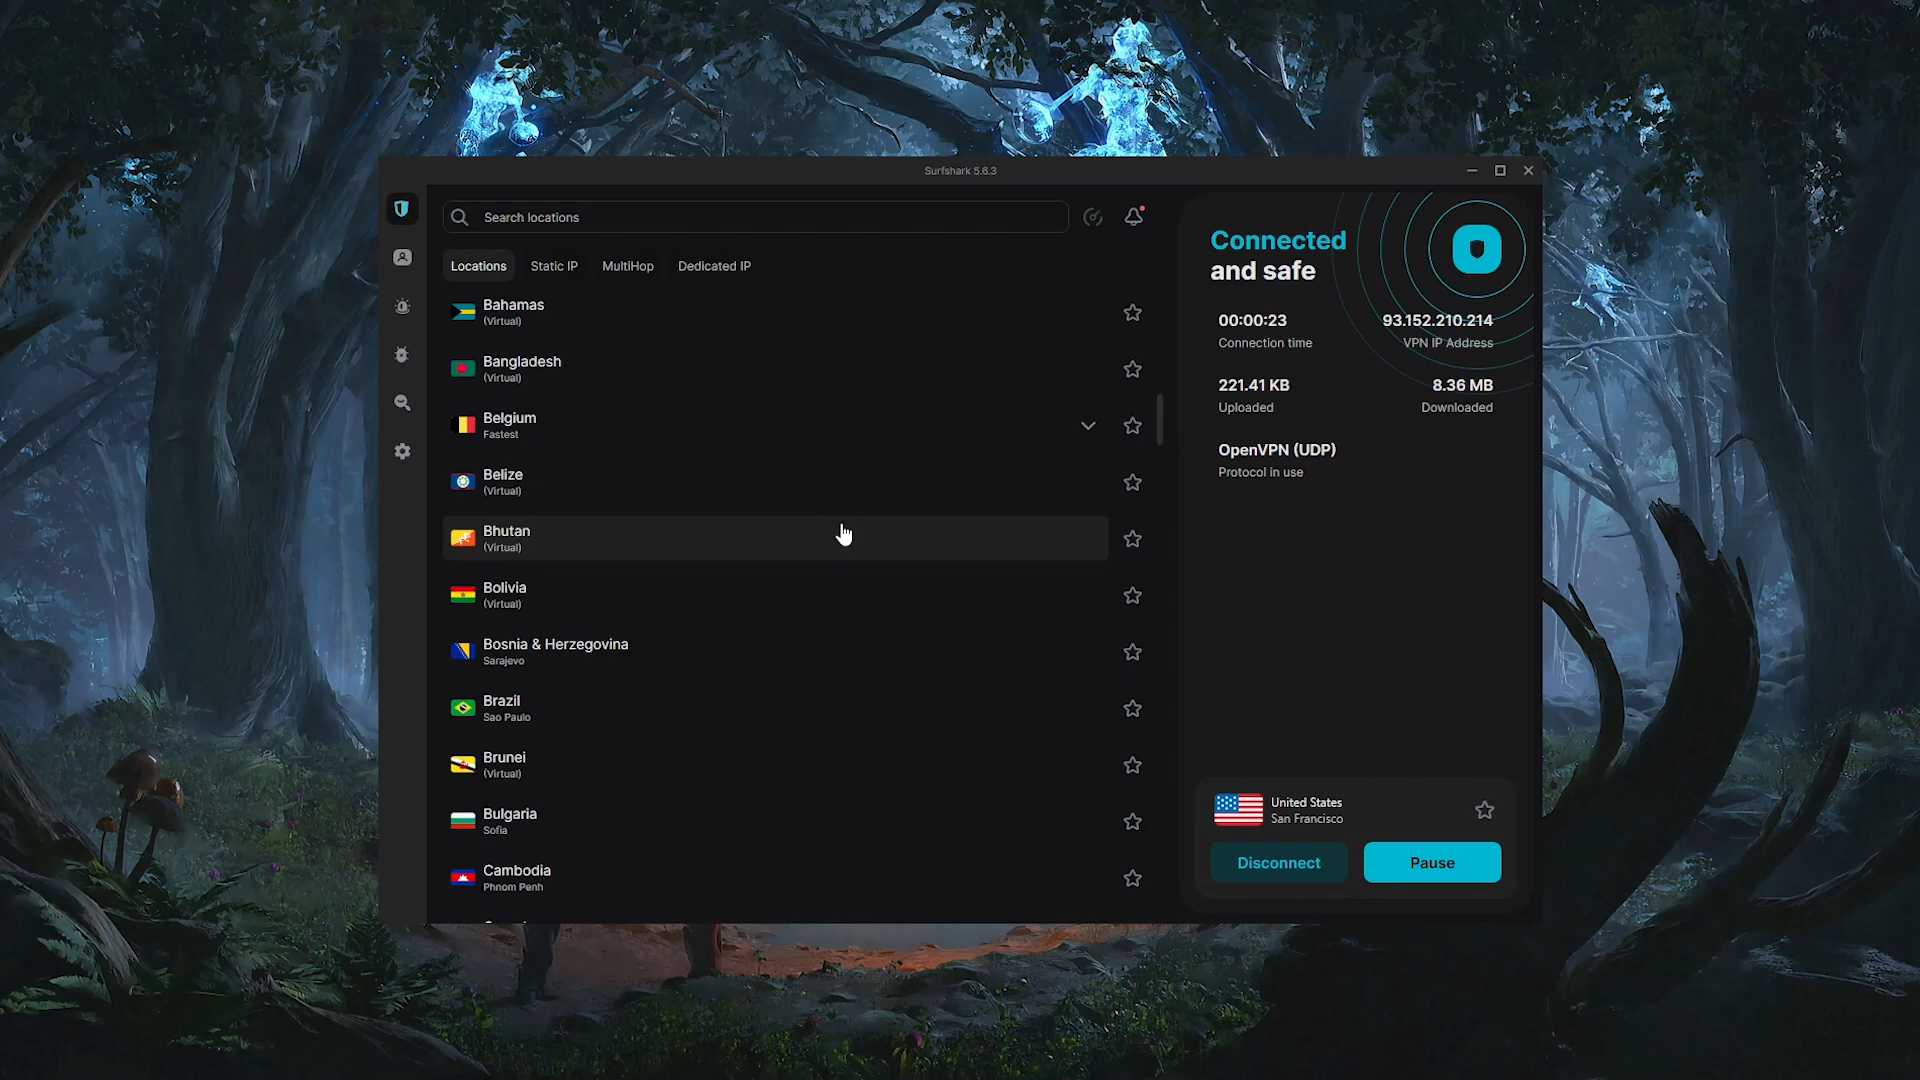 Surfshark 5.6.3
Search locations
Locations
Static IP
MultiHop
Dedicated IP
Bahamas
(Virtual)
Bangladesh
(Virtual)
Belgium
Fastest
Belize
(Virtual)
Bhutan
(Virtual)
Bolivia
(Virtual)
Bosnia & Herzegovina
Sarajevo
Brazil
Sao Paulo
Brunei
(Virtual)
Bulgaria
Sofia
Cambodia
Phnom Penh
Connected
and safe
00:00:23
Connection time
93.152.210.214
VPN IP Address
221.41 KB
Uploaded
8.36 MB
Downloaded
OpenVPN (UDP)
Protocol in use
United States
San Francisco
Disconnect
Pause